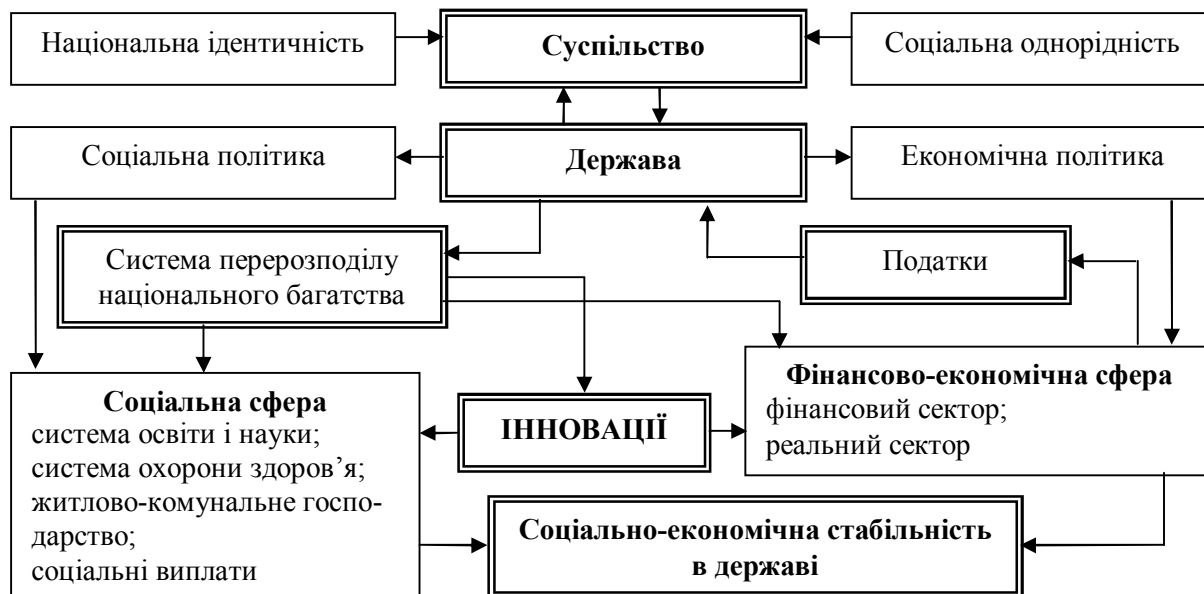 Національна ідентичність
Суспільство
Соціальна однорідність
Соціальна політика
Держава
Економічна політика
Система перерозподілу
національного багатства
Податки
Соціальна сфера
система освіти і науки;
система охорони здоров’я;
житлово-комунальне госпо-
дарство;
соціальні виплати
ІННОВАЦІЇ
Фінансово-економічна сфера
фінансовий сектор;
реальний сектор
Соціально-економічна стабільність
в державі